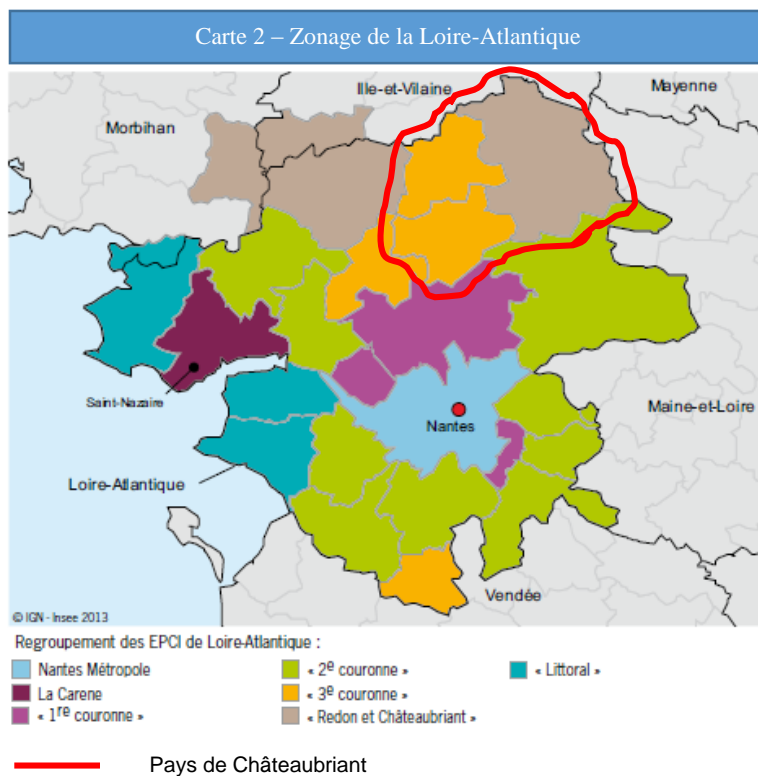 Carte 2 – Zonage de la Loire-Atlantique
Ille-et-Vilaine
Mayenne
Morbihan
Saint-Nazaire
Nantes
Maine-et-Loire
Loire-Atlantique
Vendée
© IGN - Insee 2013
Regroupement des EPCI de Loire-Atlantique :
Nantes Métropole
« 2e couronne »
« Littoral »
La Carene
« 3e couronne »
« 1re couronne »
« Redon et Châteaubriant »
Pays de Châteaubriant